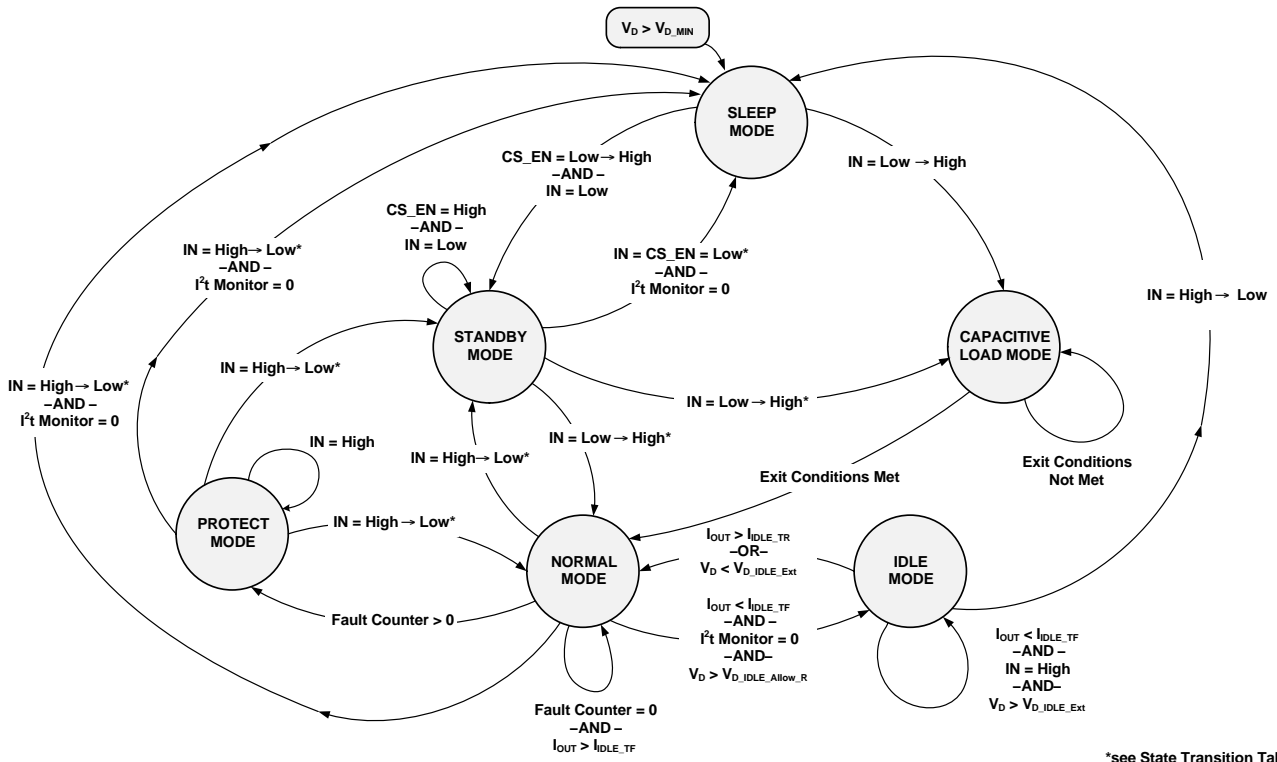 V_D > V_D_MIN
SLEEP
MODE
CS_EN = Low→High
–AND –
IN = Low
IN = Low → High
CS_EN = High
–AND –
IN = Low
IN = High→ Low*
–AND –
I²t Monitor = 0
IN = CS_EN = Low*
–AND –
I²t Monitor = 0
IN = High→ Low
STANDBY
MODE
CAPACITIVE
LOAD MODE
IN = High→Low*
IN = High→Low*
–AND –
I²t Monitor = 0
IN = Low→High*
IN = High
IN = Low → High*
IN = High→Low*
Exit Conditions Met
Exit Conditions
Not Met
PROTECT
MODE
IN = High → Low*
NORMAL
MODE
I_OUT > I_IDLE_TR
–OR–
V_D < V_D_IDLE_Ext
IDLE
MODE
Fault Counter > 0
I_OUT < I_IDLE_TF
–AND –
I²t Monitor = 0
–AND–
V_D > V_D_IDLE_Allow_R
I_OUT < I_IDLE_TF
–AND –
IN = High
–AND–
V_D > V_D_IDLE_Ext
Fault Counter = 0
–AND –
I_OUT > I_IDLE_TF
*see State Transition Tal